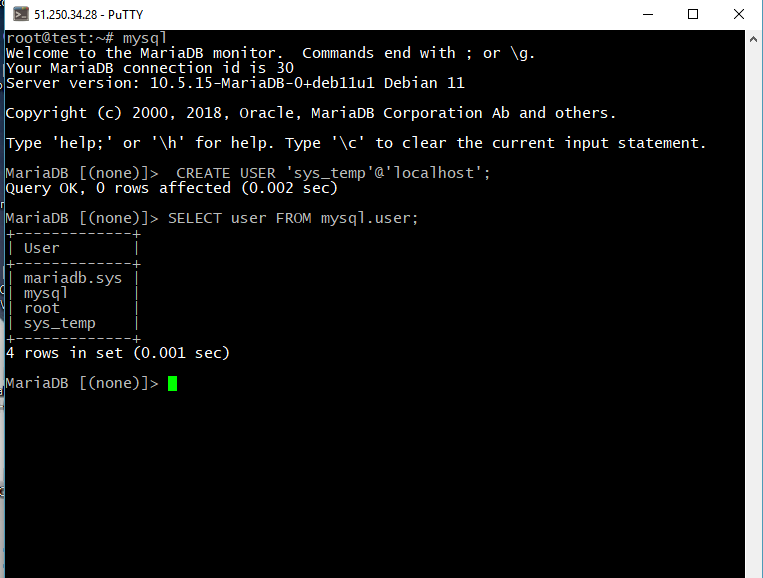 51.250.34.28 - PuTTY
root@test:~# mysql
Welcome to the MariaDB monitor.  Commands end with ; or \g.
Your MariaDB connection id is 30
Server version: 10.5.15-MariaDB-0+deb11u1 Debian 11

Copyright (c) 2000, 2018, Oracle, MariaDB Corporation Ab and others.

Type 'help;' or '\h' for help. Type '\c' to clear the current input statement.

MariaDB [(none)]>  CREATE USER 'sys_temp'@'localhost';
Query OK, 0 rows affected (0.002 sec)

MariaDB [(none)]> SELECT user FROM mysql.user;
+-------------+
| User        |
+-------------+
| mariadb.sys |
| mysql       |
| root        |
| sys_temp    |
+-------------+
4 rows in set (0.001 sec)

MariaDB [(none)]>